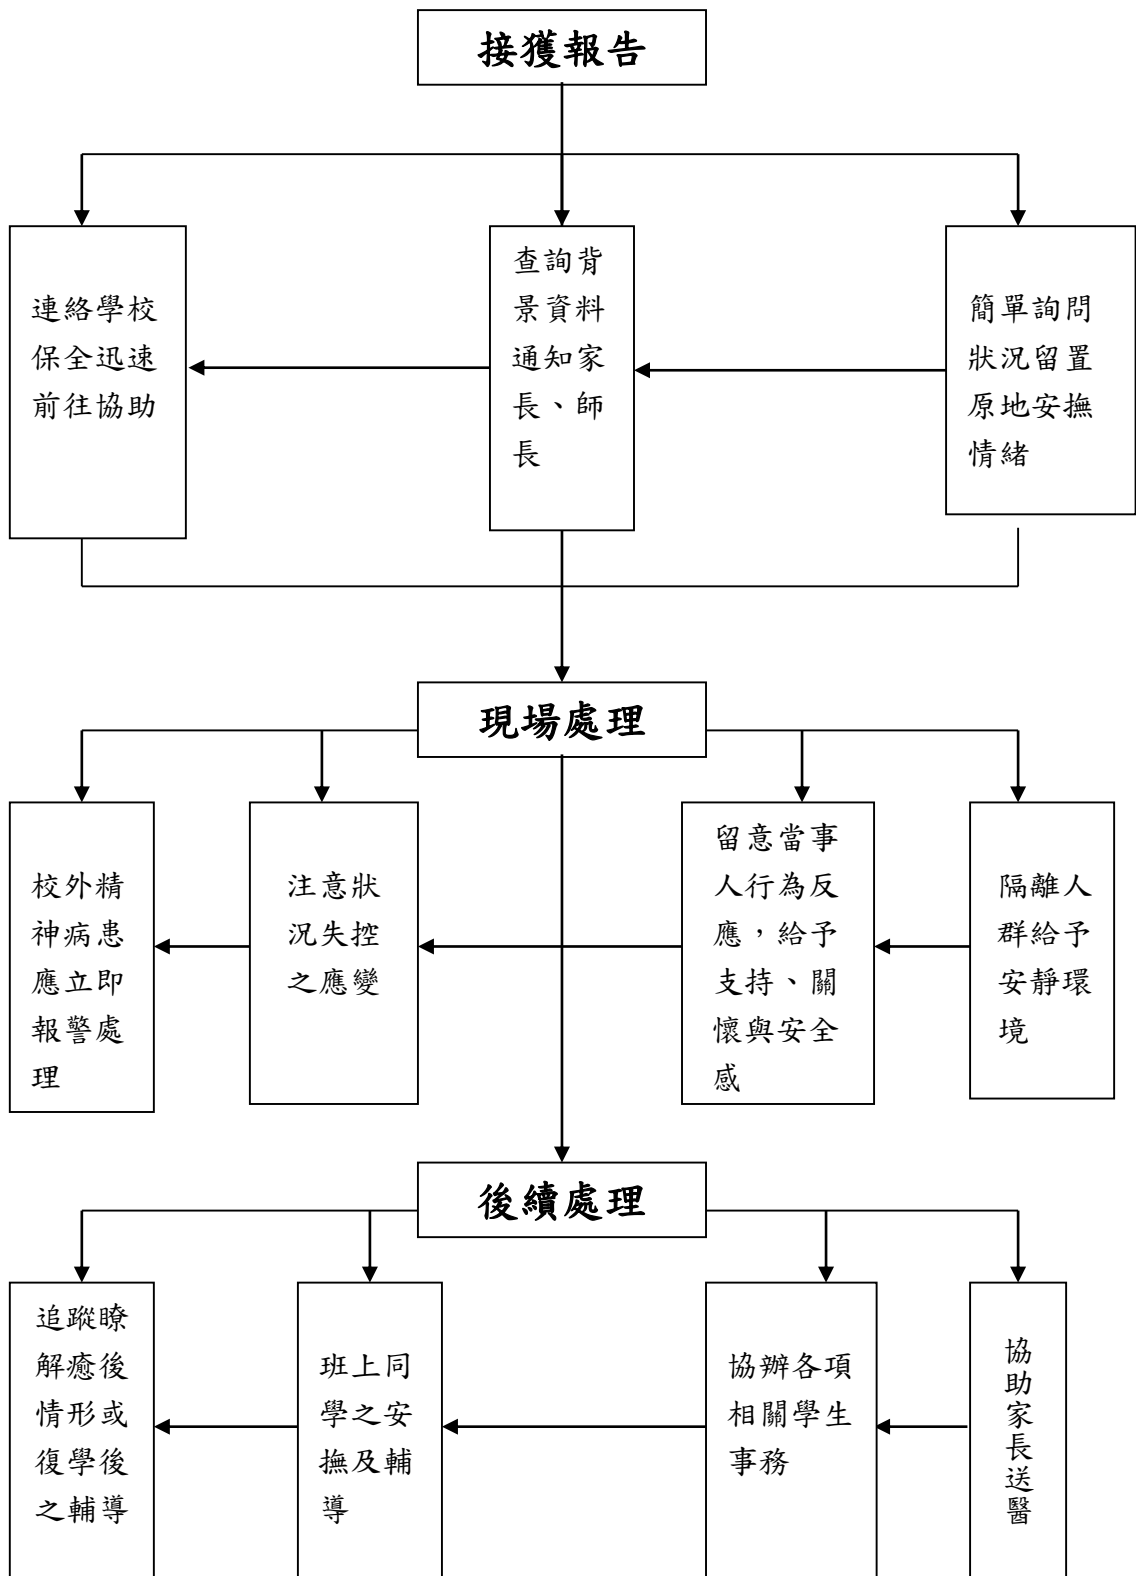 接獲報告
連絡學校
保全迅速
前往協助
查詢背
景資料
通知家
長、師
長
簡單詢問
狀況留置
原地安撫
情緒
現場處理
校外精
神病患
應立即
報警處
理
注意狀
況失控
之應變
留意當事
人行為反
應，給予
支持、關
懷與安全
感
隔離人
群給予
安靜環
境
後續處理
追蹤瞭
解癒後
情形或
復學後
之輔導
班上同
學之安
撫及輔
導
協辦各項
相關學生
事務
協助家長送醫